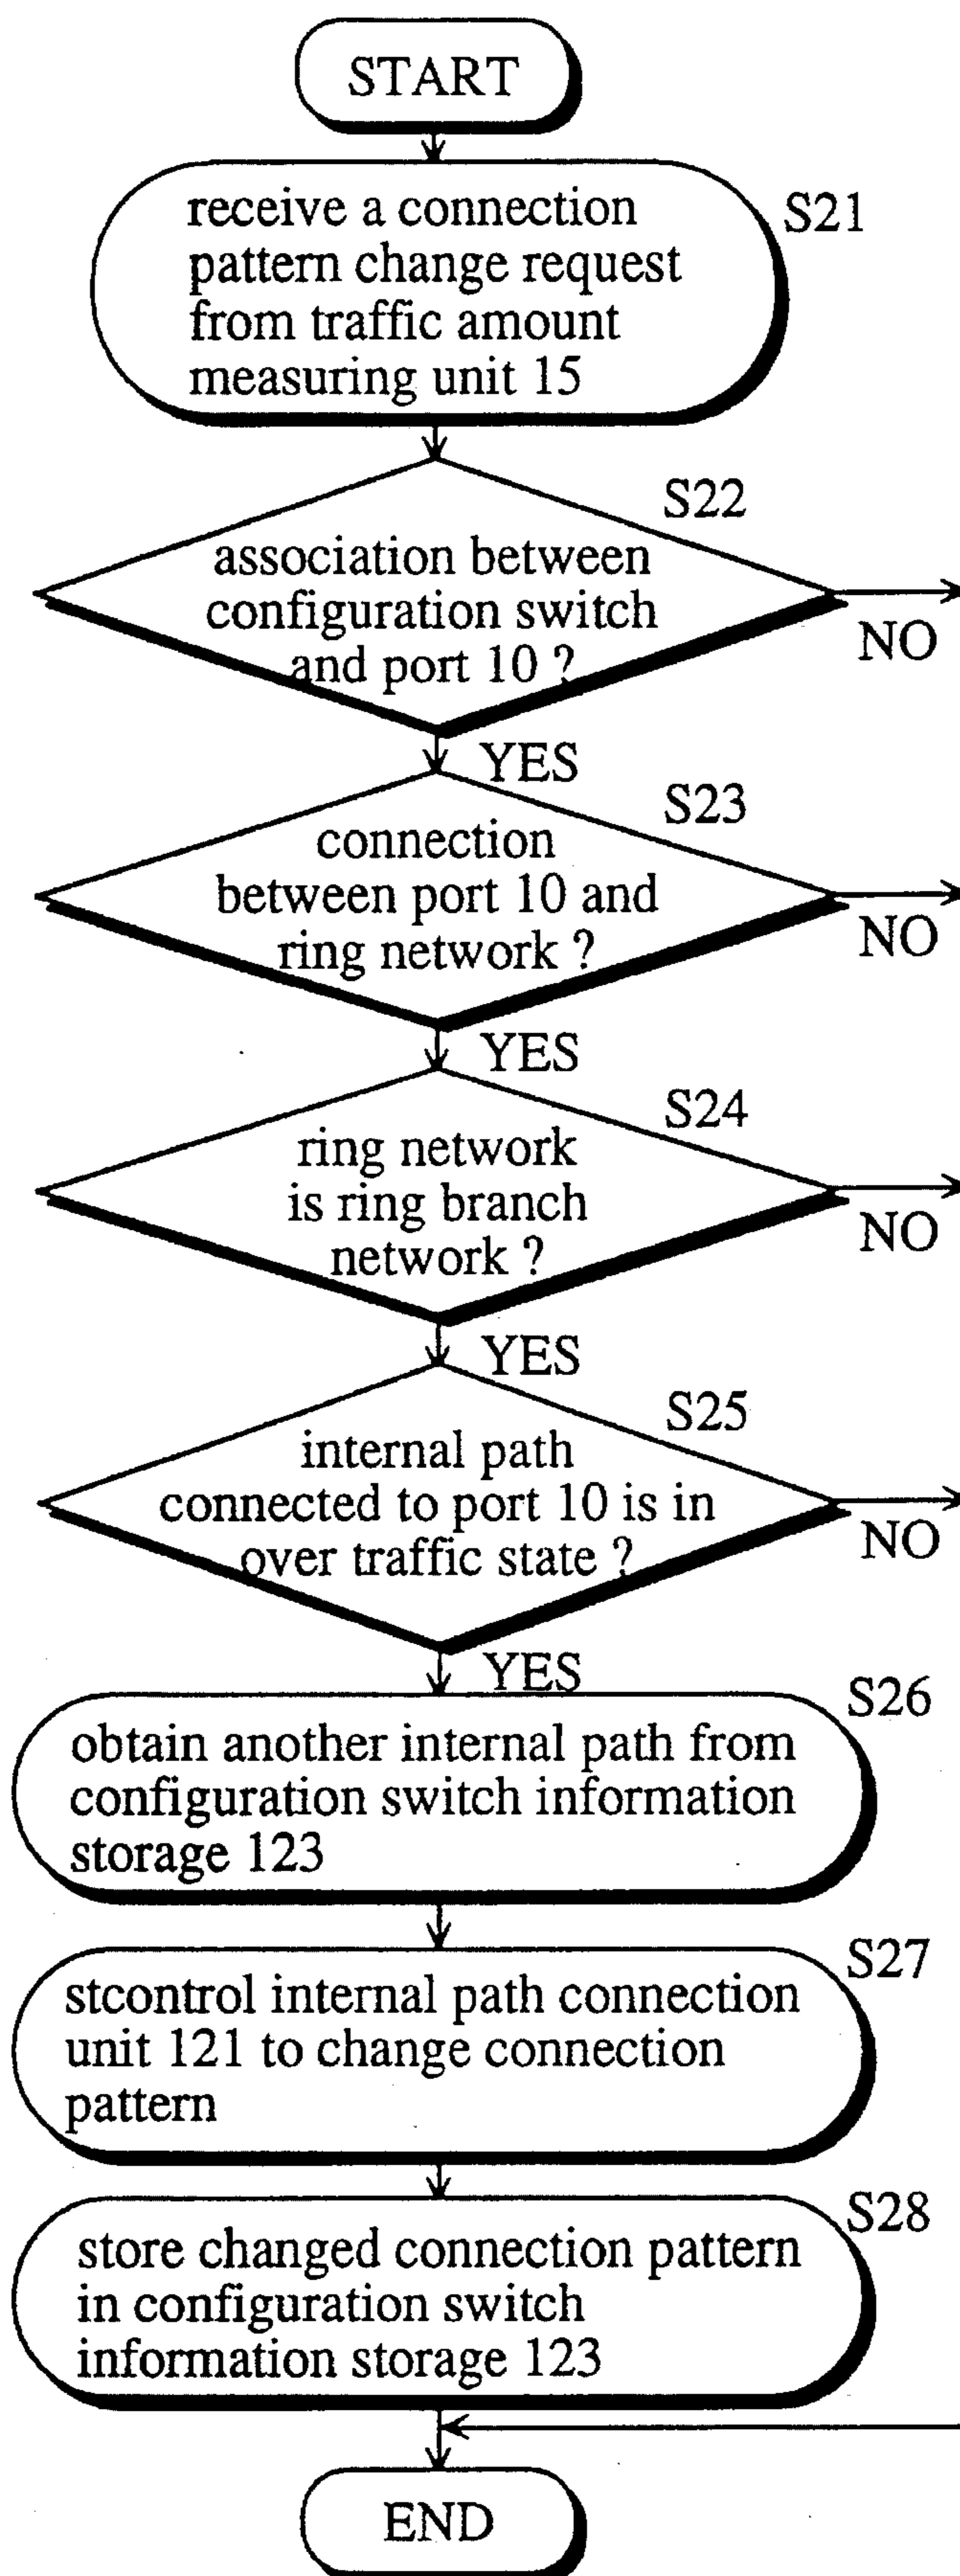 START
receive a connection
pattern change request
from traffic amount
measuring unit 15
S21
S22
association between
configuration switch
and port 10 ?
NO
YES
S23
connection
between port 10 and
ring network ?
NO
YES
S24
ring network
is ring branch
network ?
NO
YES
S25
internal path
connected to port 10 is in
over traffic state ?
NO
YES
S26
obtain another internal path from
configuration switch information
storage 123
S27
stcontrol internal path connection
unit 121 to change connection
pattern
S28
store changed connection pattern
in configuration switch
information storage 123
END